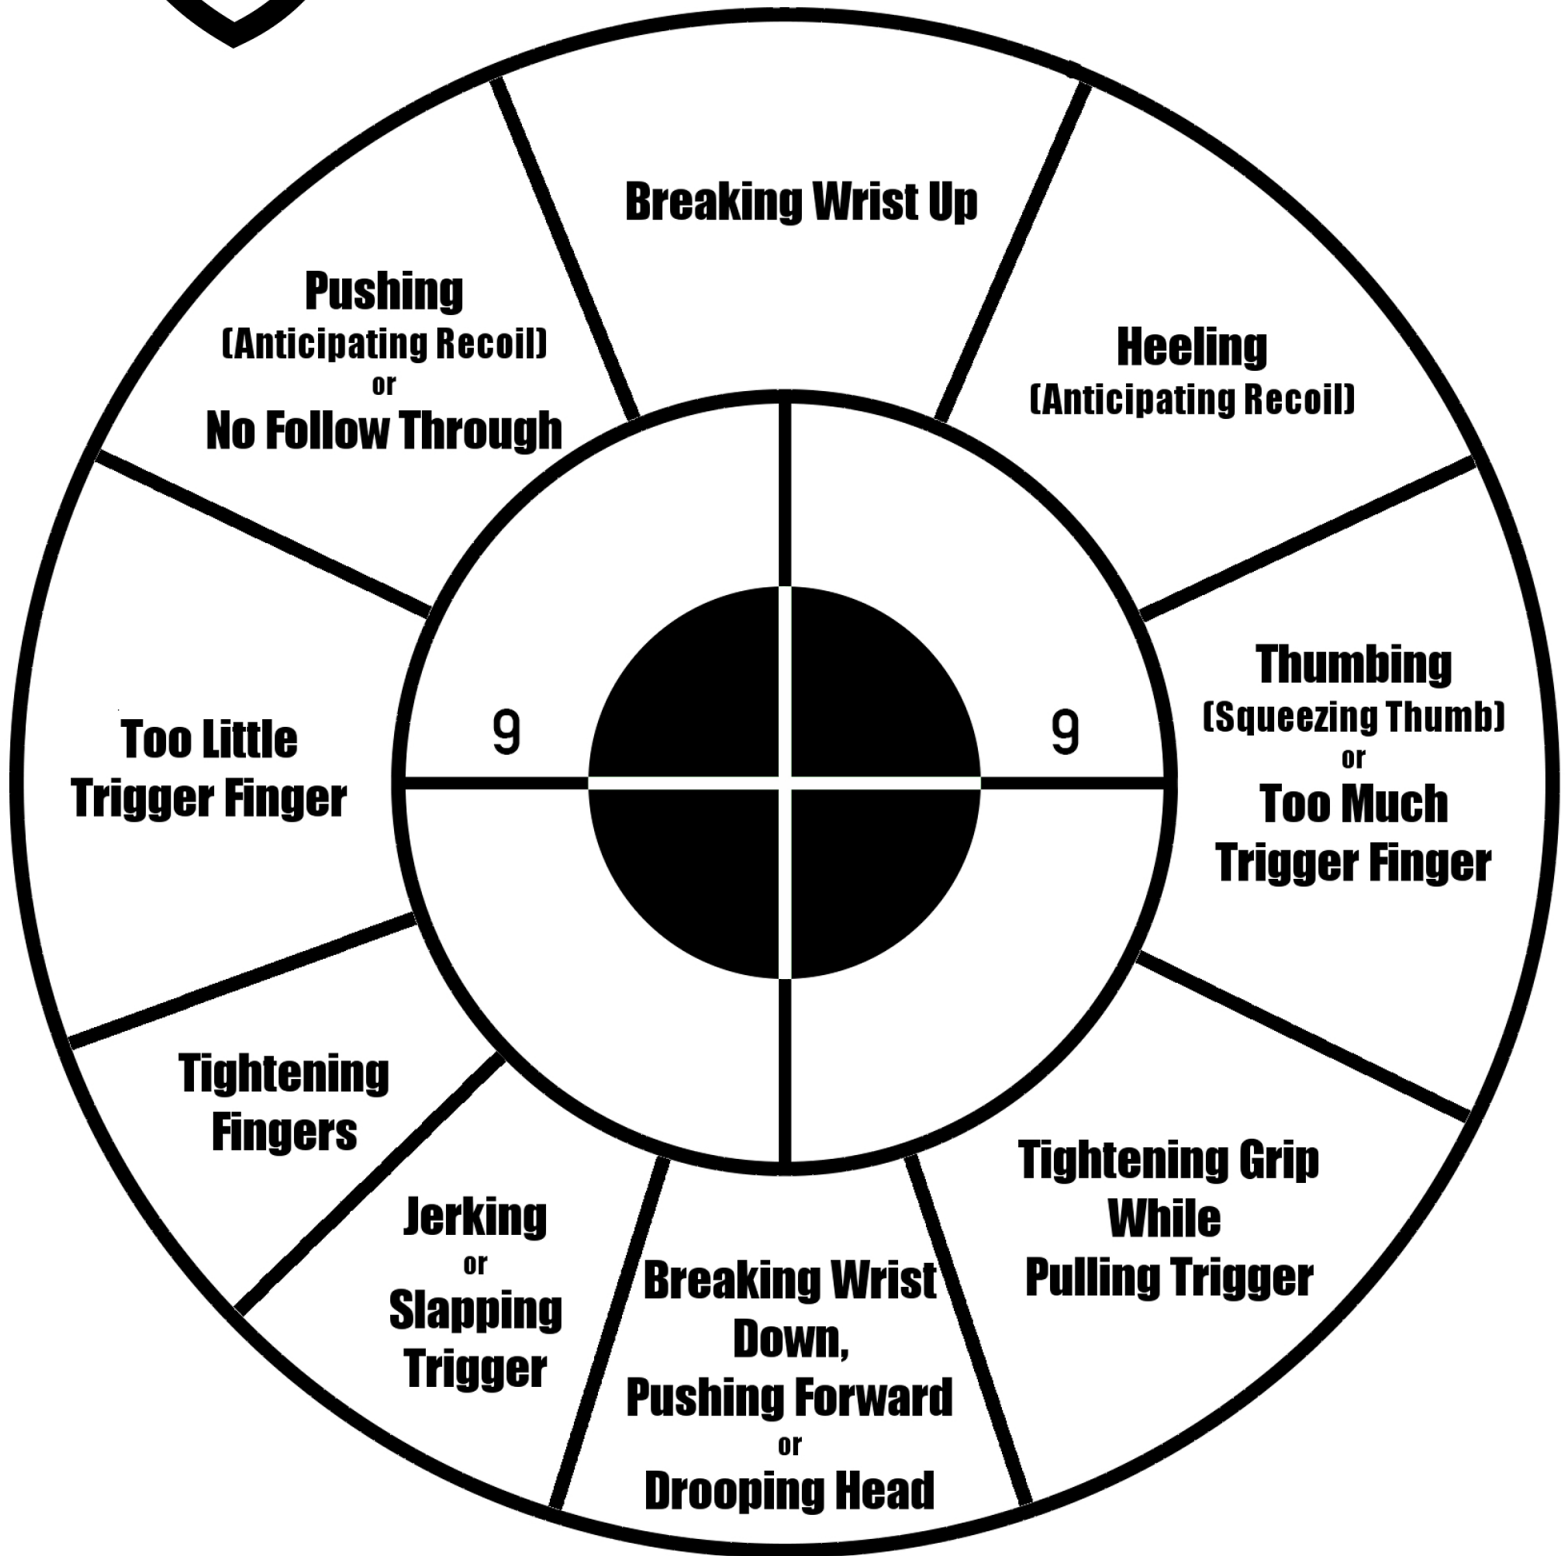 Breaking Wrist Up
Pushing
(Anticipating Recoil)
or
No Follow Through
Heeling
(Anticipating Recoil)
Thumbing
(Squeezing Thumb)
or
Too Much
Trigger Finger
9
9
Too Little
Trigger Finger
Tightening
Fingers
Jerking
or
Slapping
Trigger
Breaking Wrist
Down,
Pushing Forward
or
Drooping Head
Tightening Grip
While
Pulling Trigger